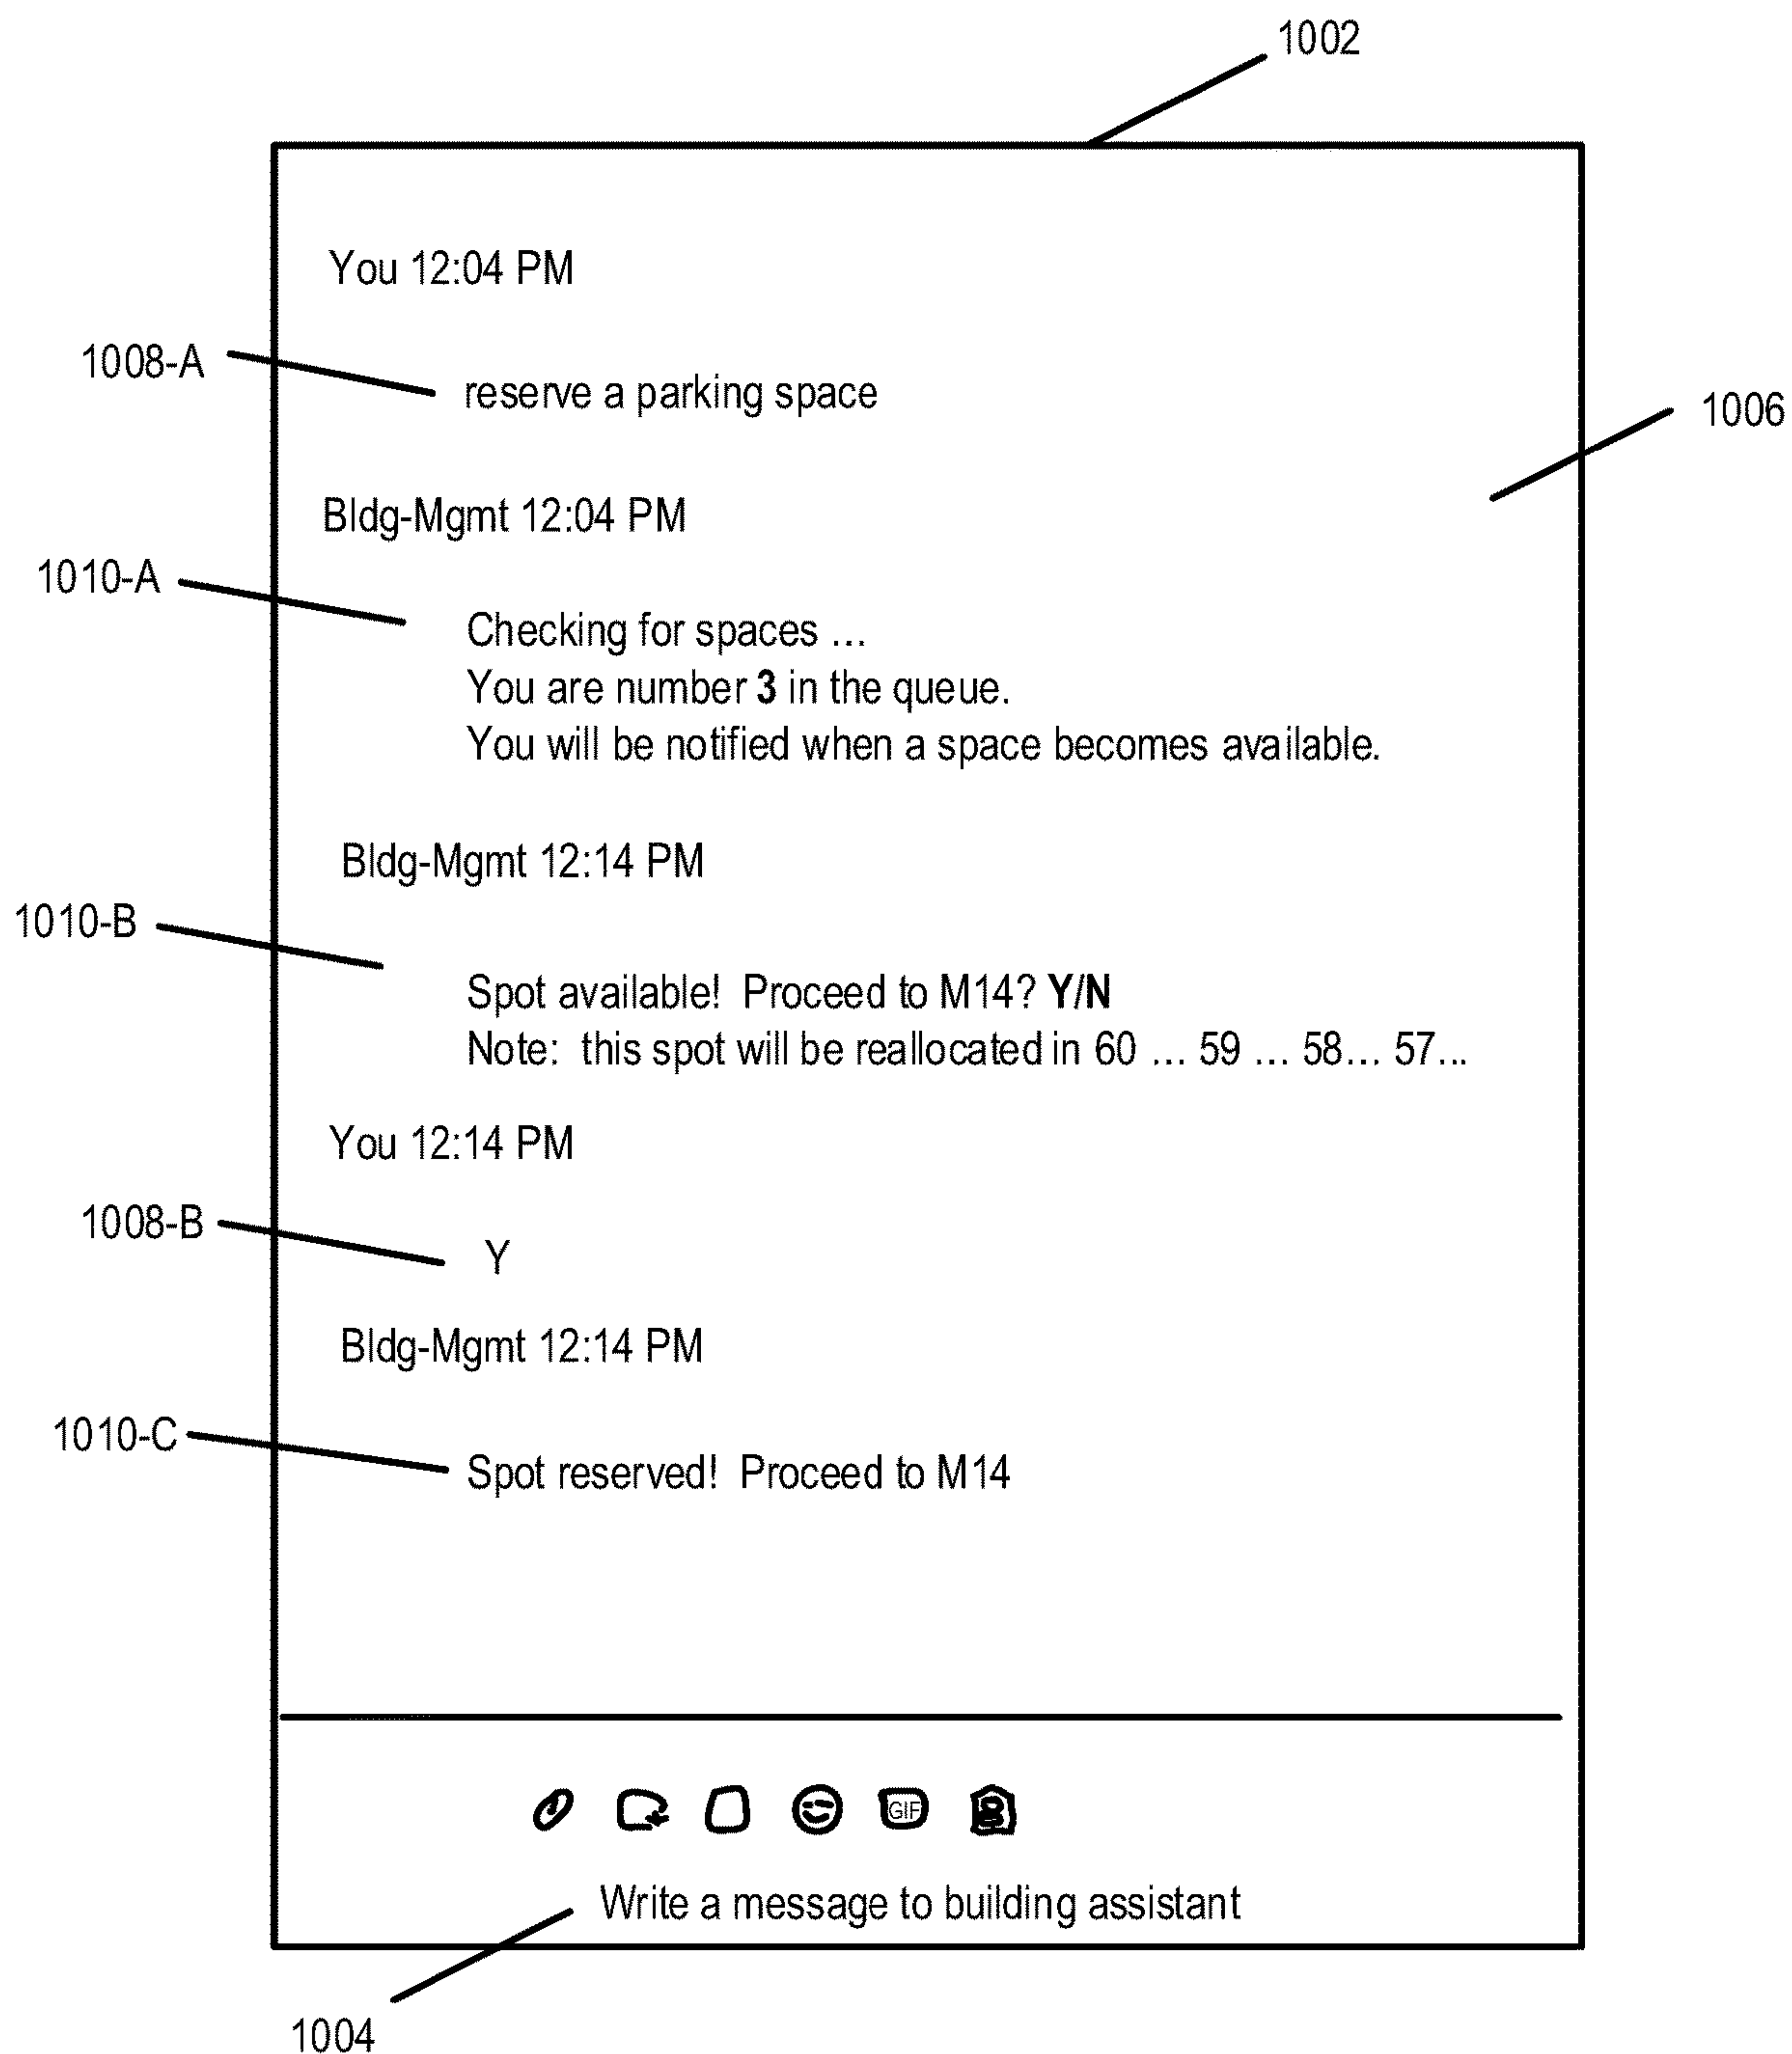 1002
You 12:04 PM
1008-A
reserve a parking space
1006
Bldg-Mgmt 12:04 PM
1010-A
Checking for spaces ...
You are number 3 in the queue.
You will be notified when a space becomes available.
Bldg-Mgmt 12:14 PM
1010-B
Spot available!  Proceed to M14? Y/N
Note:  this spot will be reallocated in 60 ... 59 ... 58... 57...
You 12:14 PM
1008-B
Y
Bldg-Mgmt 12:14 PM
1010-C
Spot reserved!  Proceed to M14
GIF
Write a message to building assistant
1004